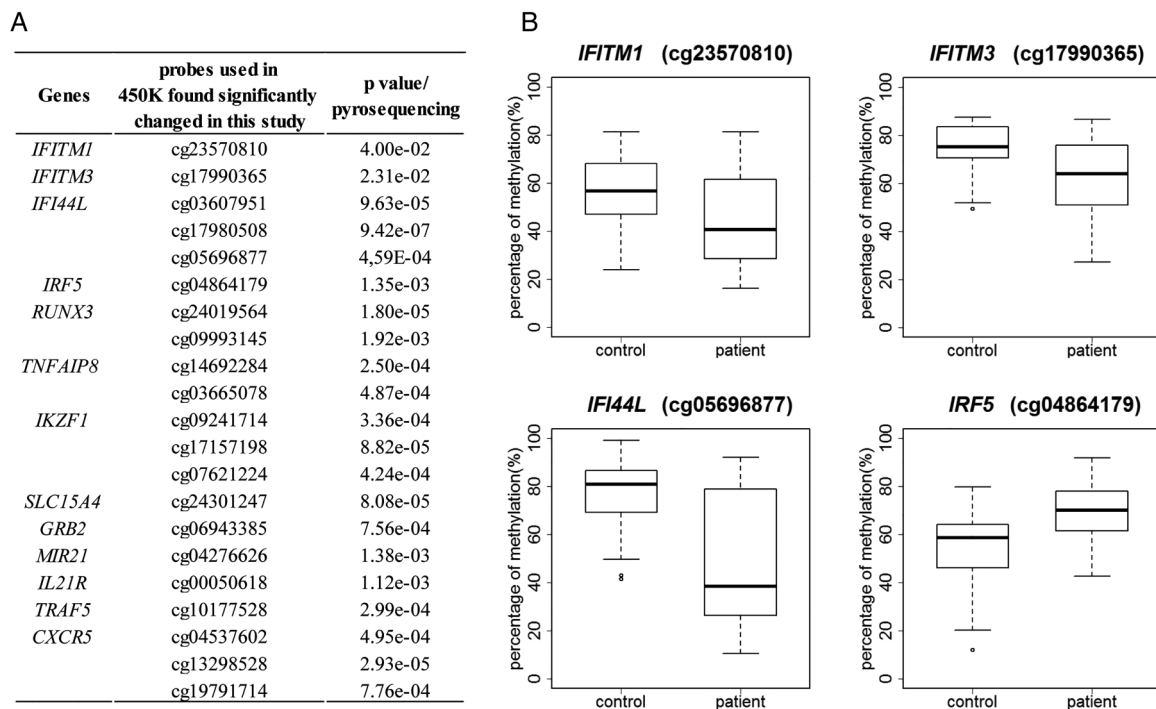 A
Genes
probes used in
450K found significantly
changed in this study
p value/
pyrosequencing
IFITM1 cg23570810 4.00e-02
IFITM3 cg17990365 2.31e-02
IFI44L cg03607951 9.63e-05
cg17980508 9.42e-07
cg05696877 4,59E-04
IRF5 cg04864179 1.35e-03
RUNX3 cg24019564 1.80e-05
cg09993145 1.92e-03
TNFAIP8 cg14692284 2.50e-04
cg03665078 4.87e-04
IKZF1 cg09241714 3.36e-04
cg17157198 8.82e-05
cg07621224 4.24e-04
SLC15A4 cg24301247 8.08e-05
GRB2 cg06943385 7.56e-04
MIR21 cg04276626 1.38e-03
IL21R cg00050618 1.12e-03
TRAF5 cg10177528 2.99e-04
CXCR5 cg04537602 4.95e-04
cg13298528 2.93e-05
cg19791714 7.76e-04
B
IFITM1 (cg23570810)
percentage of methylation(%)
100
80
60
40
20
0
control patient
IFITM3 (cg17990365)
percentage of methylation(%)
100
80
60
40
20
0
control patient
IFI44L (cg05696877)
percentage of methylation(%)
100
80
60
40
20
0
control patient
IRF5 (cg04864179)
percentage of methylation(%)
100
80
60
40
20
0
control patient